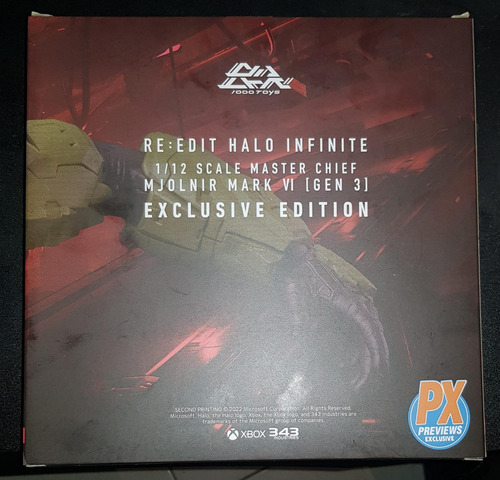 1000TOYS
RE:EDIT HALO INFINITE
1/12 SCALE MASTER CHIEF
MJOLNIR MARK VI [GEN 3]
EXCLUSIVE EDITION
SECOND PRINTING © 2022 Microsoft Corporation. All Rights Reserved.
Microsoft, Halo, the Halo logo, Xbox, the Xbox logo, and 343 Industries are
trademarks of the Microsoft group of companies.
XBOX 343
INDUSTRIES
PX
PREVIEWS
EXCLUSIVE